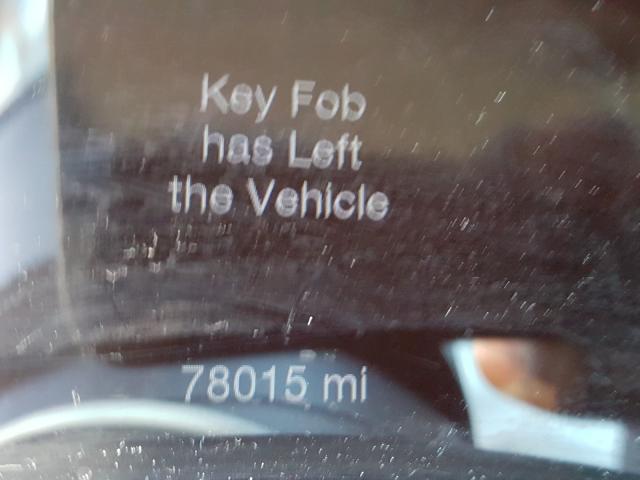 Key Fob
has Left
the Vehicle
78015 mi